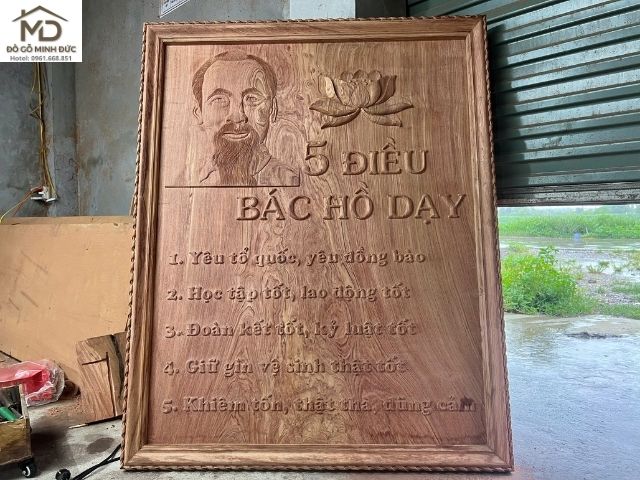 MD
ĐỒ GỖ MINH ĐỨC
Hotel: 0961.668.851
5 ĐIỀU
BÁC HỒ DẠY
1. Yêu tổ quốc, yêu đồng bào
2. Học tập tốt, lao động tốt
3. Đoàn kết tốt, kỷ luật tốt
4. Giữ gìn vệ sinh thật tốt
5. Khiêm tốn, thật thà, dũng cảm